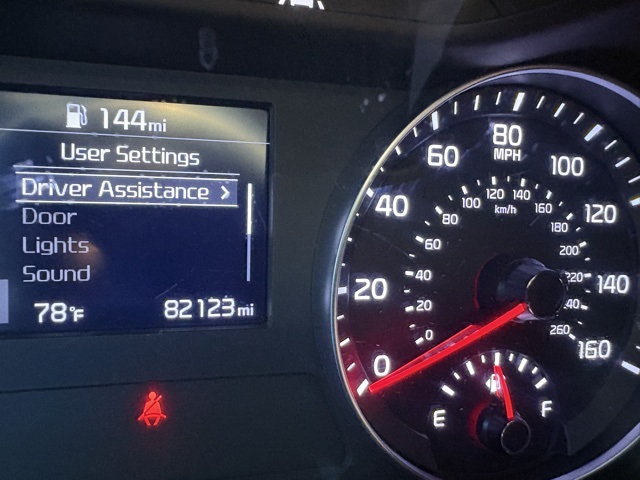 144mi
User Settings
Driver Assistance >
Door
Lights
Sound
78°F 82123mi
0 20 40 60 80 100 120 140 160
MPH
0 20 40 60 80 100 120 140 160 180 200 220 240 260
km/h
E F